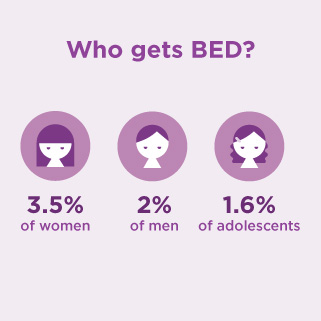 Who gets BED?
3.5% 2% 1.6%
of women of men of adolescents